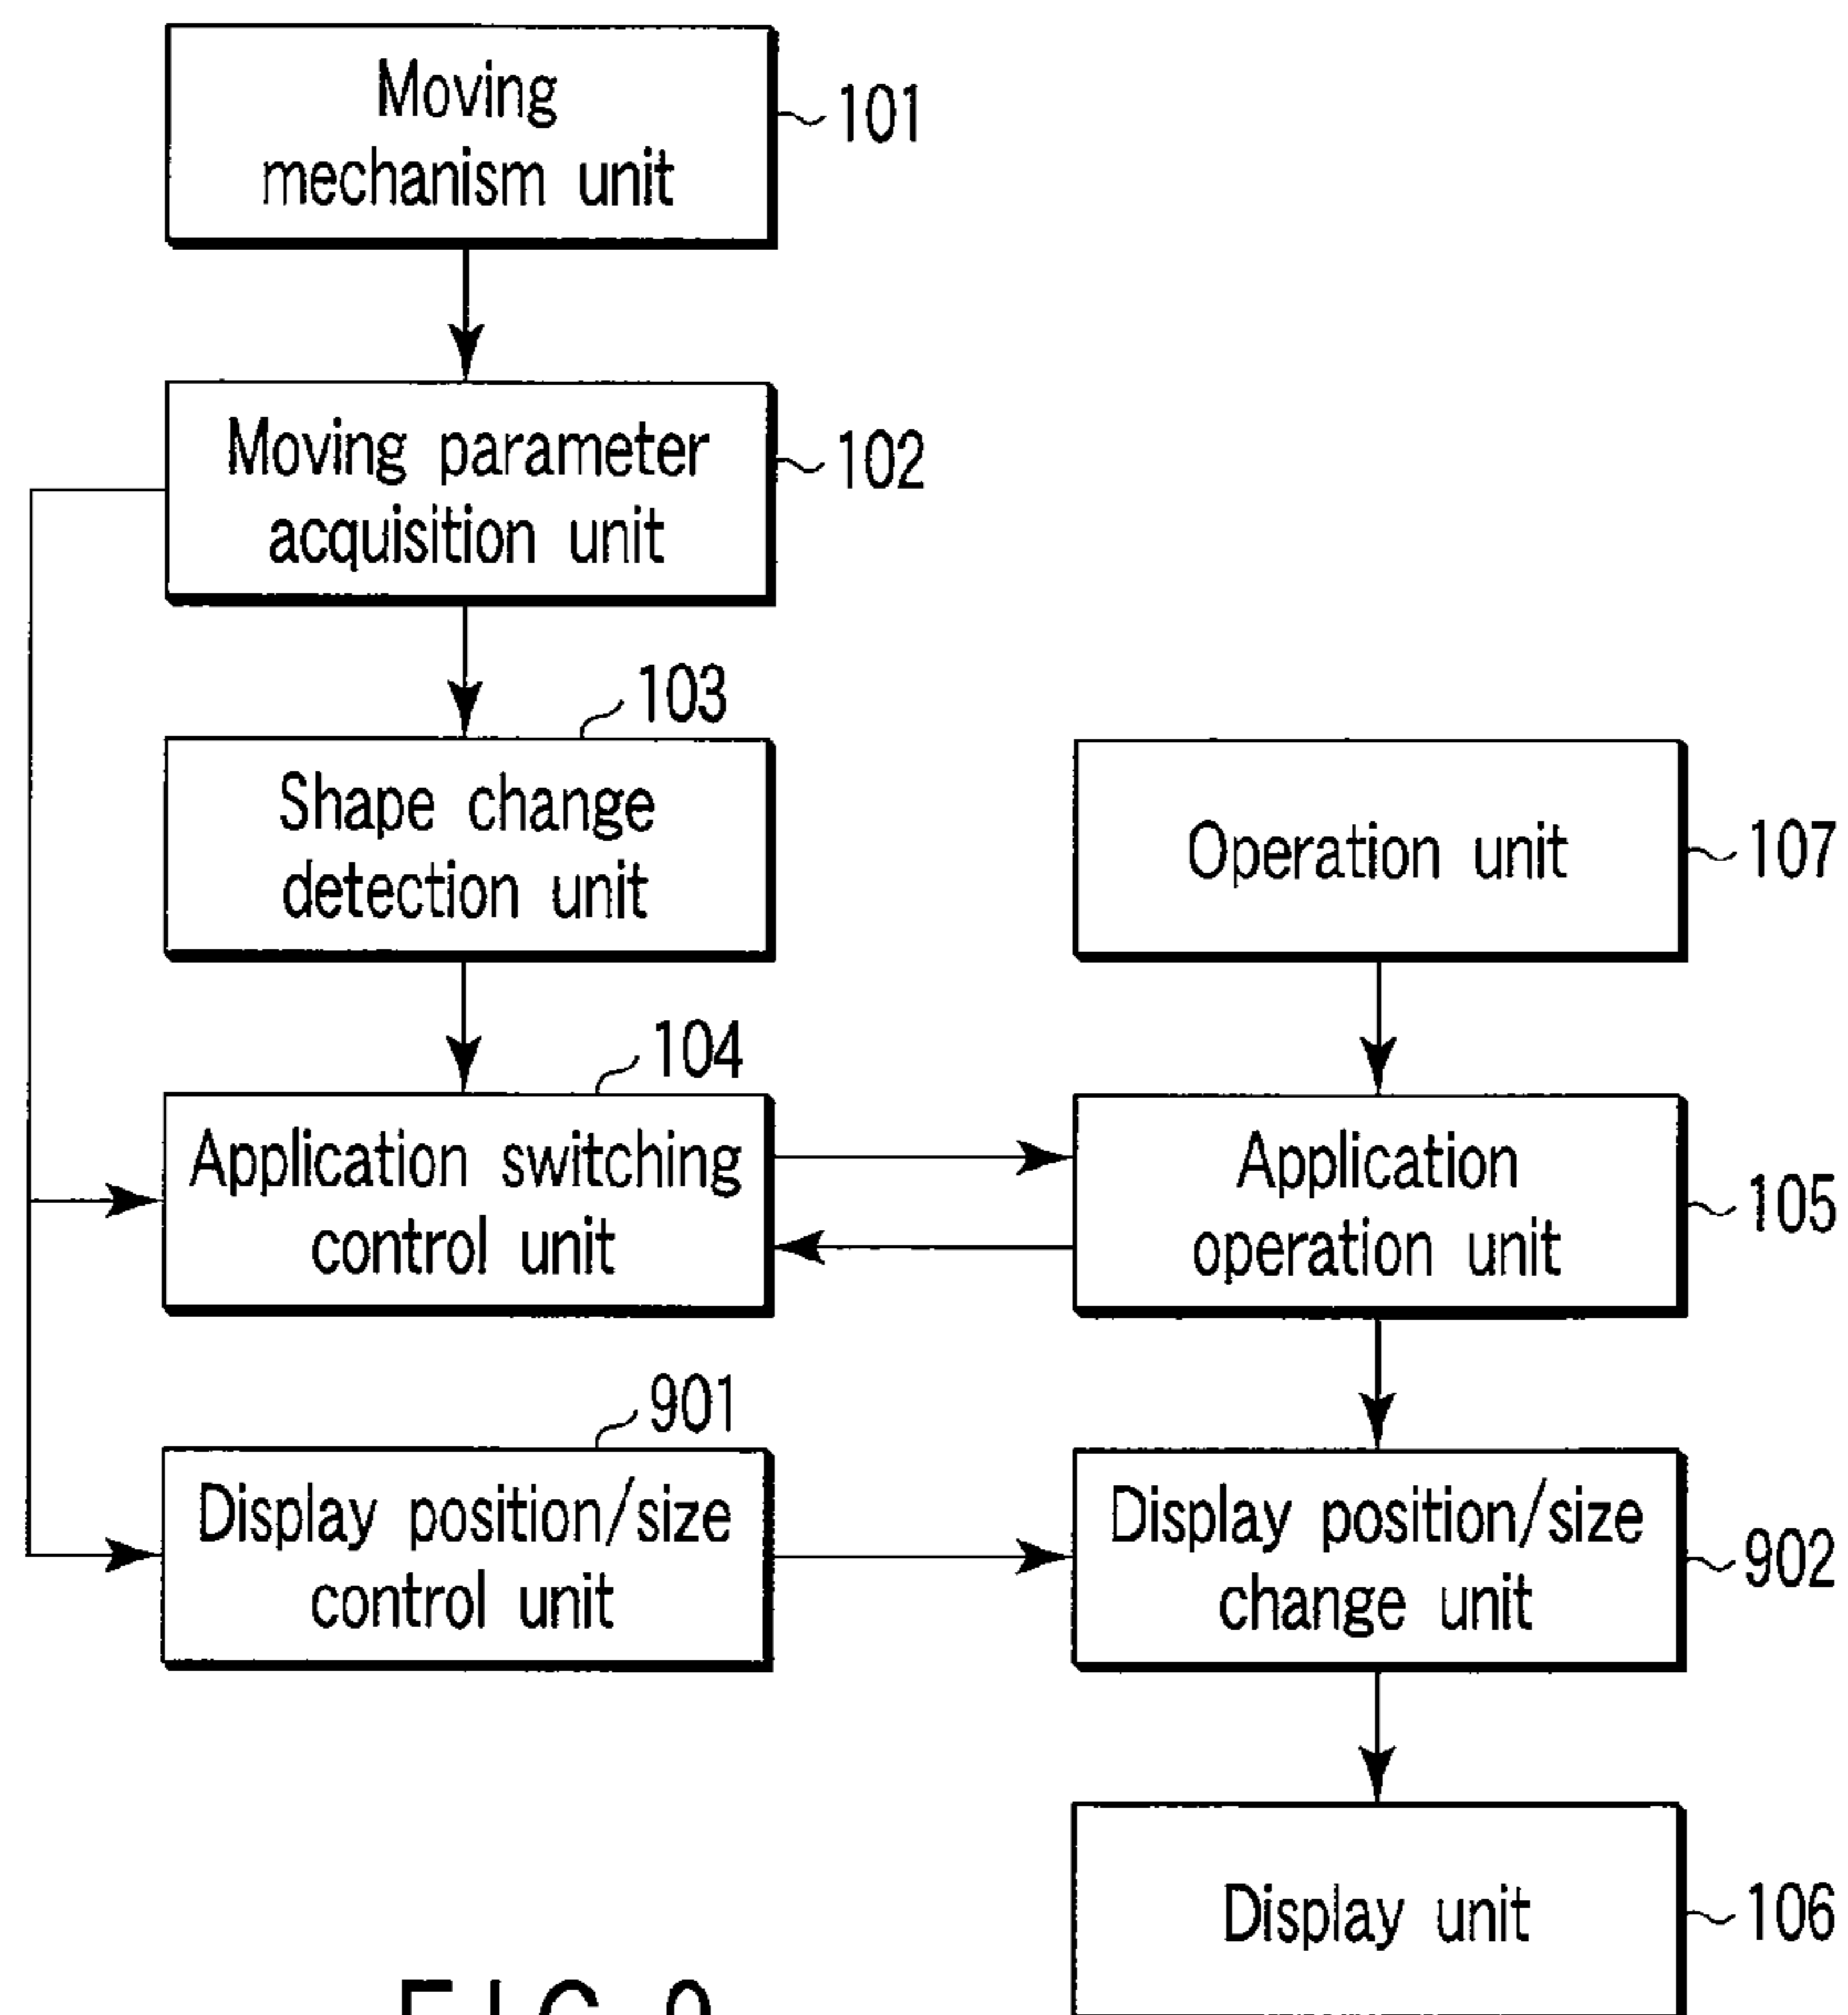 Moving
mechanism unit
101
Moving parameter
acquisition unit
102
103
Shape change
detection unit
Operation unit
107
104
Application switching
control unit
Application
operation unit
105
901
Display position/size
control unit
Display position/size
change unit
902
Display unit
106